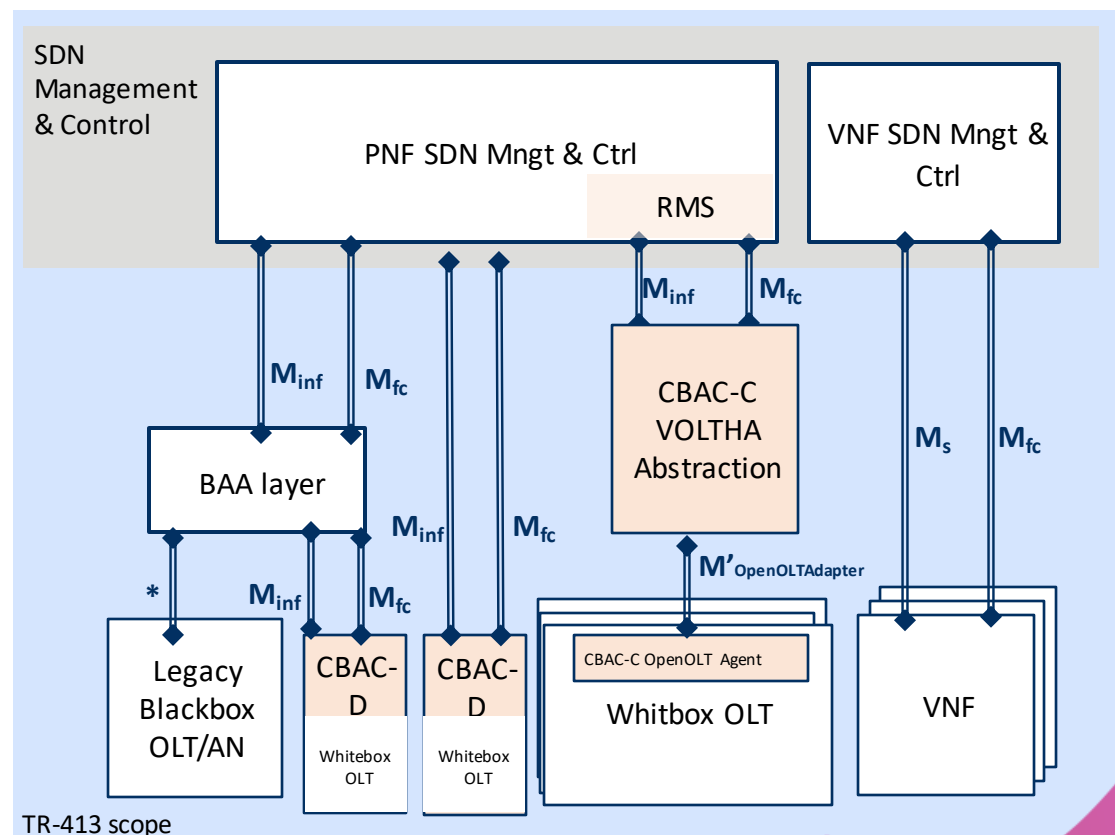 SDN
Management
& Control
PNF SDN Mngt & Ctrl
RMS
VNF SDN Mngt &
Ctrl
Minf
Mfc
Minf
Mfc
BAA layer
CBAC-C
VOLTHA
Abstraction
Ms
Mfc
Minf
Mfc
M’OpenOLTAdapter
*
Minf
Mfc
Legacy
Blackbox
OLT/AN
CBAC-
D
Whitebox
OLT
CBAC-
D
Whitebox
OLT
CBAC-C OpenOLT Agent
Whitbox OLT
VNF
TR-413 scope